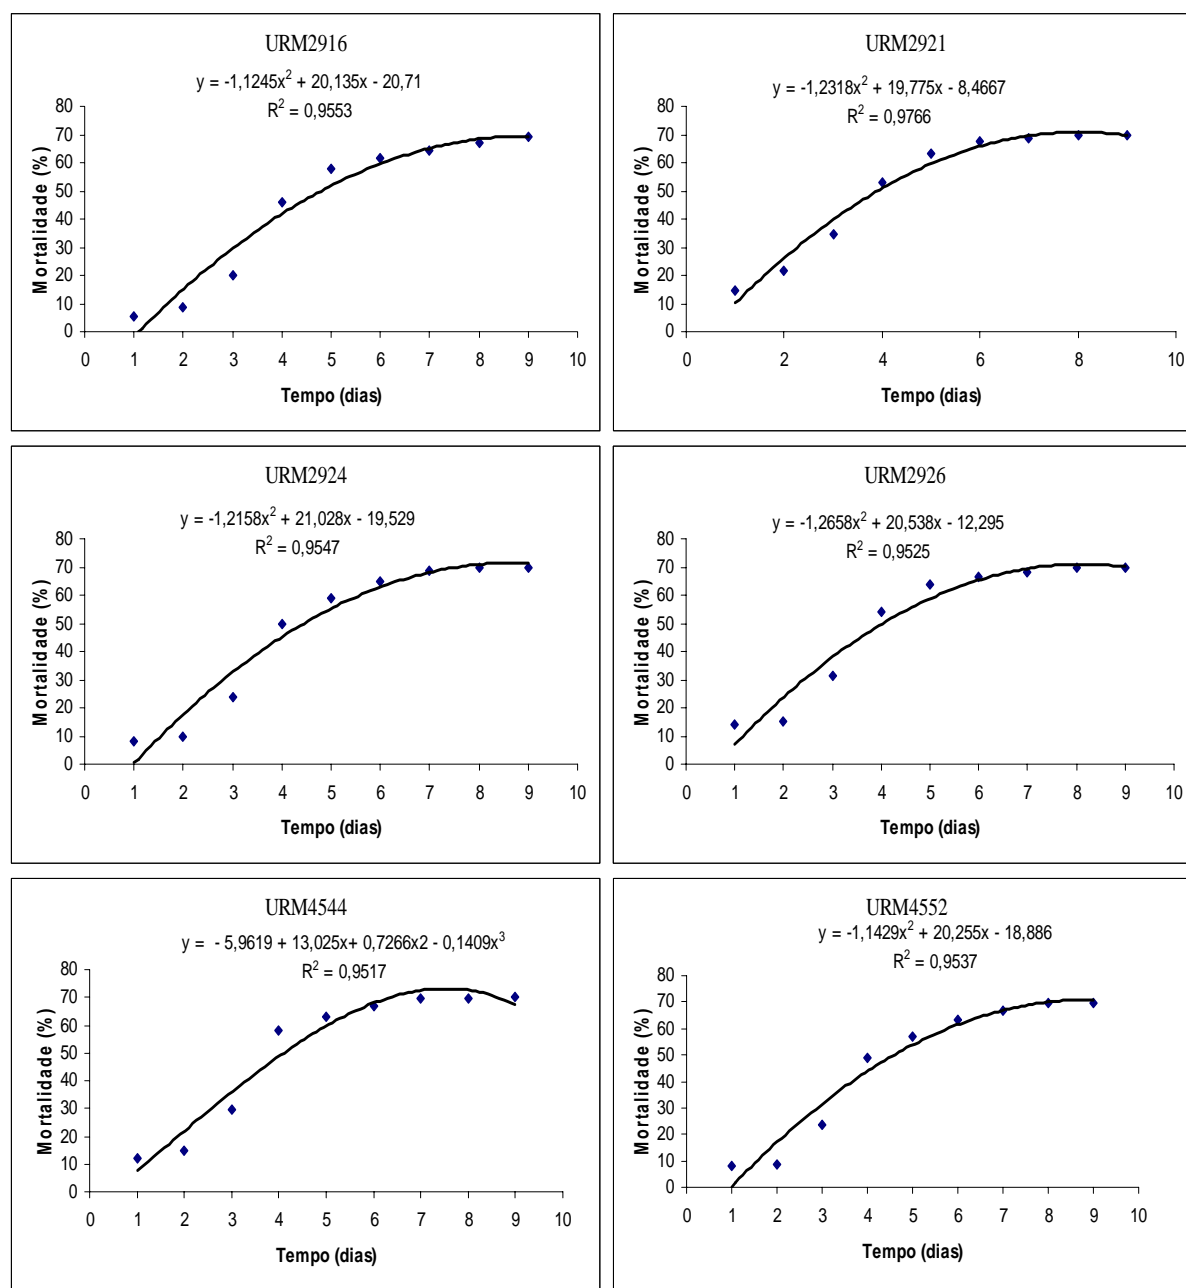 URM2916
y = -1,1245x² + 20,135x - 20,71
R² = 0,9553
80
70
60
50
40
30
20
10
0
Mortalidade (%)
0 1 2 3 4 5 6 7 8 9 10
Tempo (dias)
URM2921
y = -1,2318x² + 19,775x - 8,4667
R² = 0,9766
80
70
60
50
40
30
20
10
0
Mortalidade (%)
0 2 4 6 8 10
Tempo (dias)
URM2924
y = -1,2158x² + 21,028x - 19,529
R² = 0,9547
80
70
60
50
40
30
20
10
0
Mortalidade (%)
0 1 2 3 4 5 6 7 8 9 10
Tempo (dias)
URM2926
y = -1,2658x² + 20,538x - 12,295
R² = 0,9525
80
70
60
50
40
30
20
10
0
Mortalidade (%)
0 1 2 3 4 5 6 7 8 9 10
Tempo (dias)
URM4544
y = - 5,9619 + 13,025x+ 0,7266x2 - 0,1409x³
R² = 0,9517
80
70
60
50
40
30
20
10
0
Mortalidade (%)
0 1 2 3 4 5 6 7 8 9 10
Tempo (dias)
URM4552
y = -1,1429x² + 20,255x - 18,886
R² = 0,9537
80
70
60
50
40
30
20
10
0
Mortalidade (%)
0 1 2 3 4 5 6 7 8 9 10
Tempo (dias)